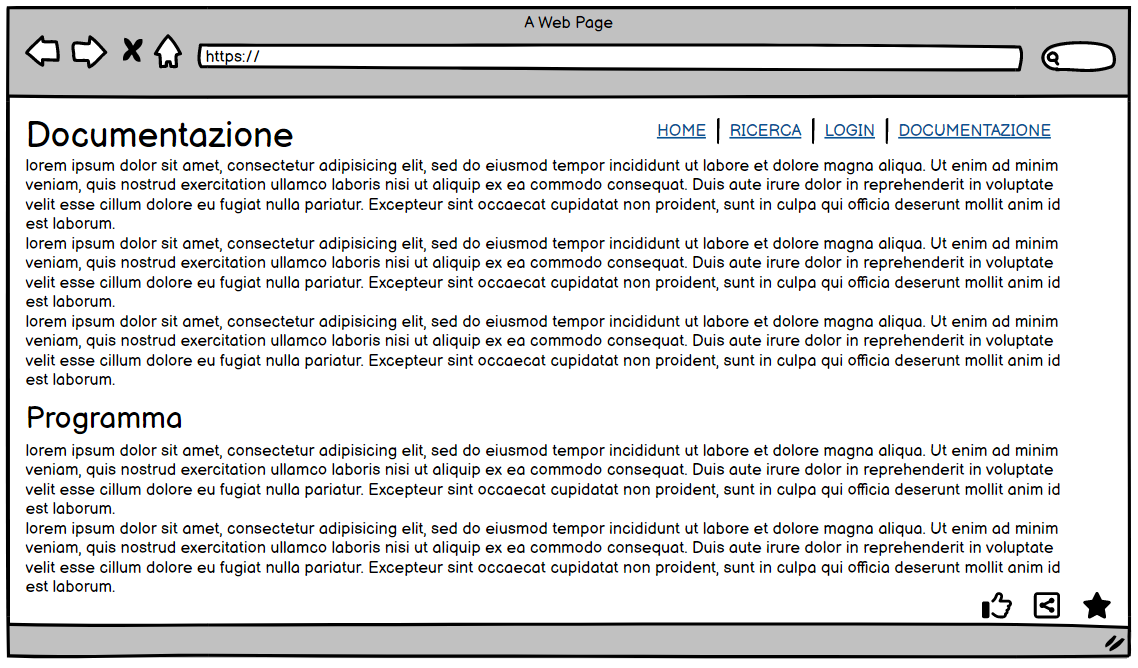 A Web Page
https://
Documentazione
HOME | RICERCA | LOGIN | DOCUMENTAZIONE
lorem ipsum dolor sit amet, consectetur adipisicing elit, sed do eiusmod tempor incididunt ut labore et dolore magna aliqua. Ut enim ad minim
veniam, quis nostrud exercitation ullamco laboris nisi ut aliquip ex ea commodo consequat. Duis aute irure dolor in reprehenderit in voluptate
velit esse cillum dolore eu fugiat nulla pariatur. Excepteur sint occaecat cupidatat non proident, sunt in culpa qui officia deserunt mollit anim id
est laborum.
lorem ipsum dolor sit amet, consectetur adipisicing elit, sed do eiusmod tempor incididunt ut labore et dolore magna aliqua. Ut enim ad minim
veniam, quis nostrud exercitation ullamco laboris nisi ut aliquip ex ea commodo consequat. Duis aute irure dolor in reprehenderit in voluptate
velit esse cillum dolore eu fugiat nulla pariatur. Excepteur sint occaecat cupidatat non proident, sunt in culpa qui officia deserunt mollit anim id
est laborum.
lorem ipsum dolor sit amet, consectetur adipisicing elit, sed do eiusmod tempor incididunt ut labore et dolore magna aliqua. Ut enim ad minim
veniam, quis nostrud exercitation ullamco laboris nisi ut aliquip ex ea commodo consequat. Duis aute irure dolor in reprehenderit in voluptate
velit esse cillum dolore eu fugiat nulla pariatur. Excepteur sint occaecat cupidatat non proident, sunt in culpa qui officia deserunt mollit anim id
est laborum.
Programma
lorem ipsum dolor sit amet, consectetur adipisicing elit, sed do eiusmod tempor incididunt ut labore et dolore magna aliqua. Ut enim ad minim
veniam, quis nostrud exercitation ullamco laboris nisi ut aliquip ex ea commodo consequat. Duis aute irure dolor in reprehenderit in voluptate
velit esse cillum dolore eu fugiat nulla pariatur. Excepteur sint occaecat cupidatat non proident, sunt in culpa qui officia deserunt mollit anim id
est laborum.
lorem ipsum dolor sit amet, consectetur adipisicing elit, sed do eiusmod tempor incididunt ut labore et dolore magna aliqua. Ut enim ad minim
veniam, quis nostrud exercitation ullamco laboris nisi ut aliquip ex ea commodo consequat. Duis aute irure dolor in reprehenderit in voluptate
velit esse cillum dolore eu fugiat nulla pariatur. Excepteur sint occaecat cupidatat non proident, sunt in culpa qui officia deserunt mollit anim id
est laborum.